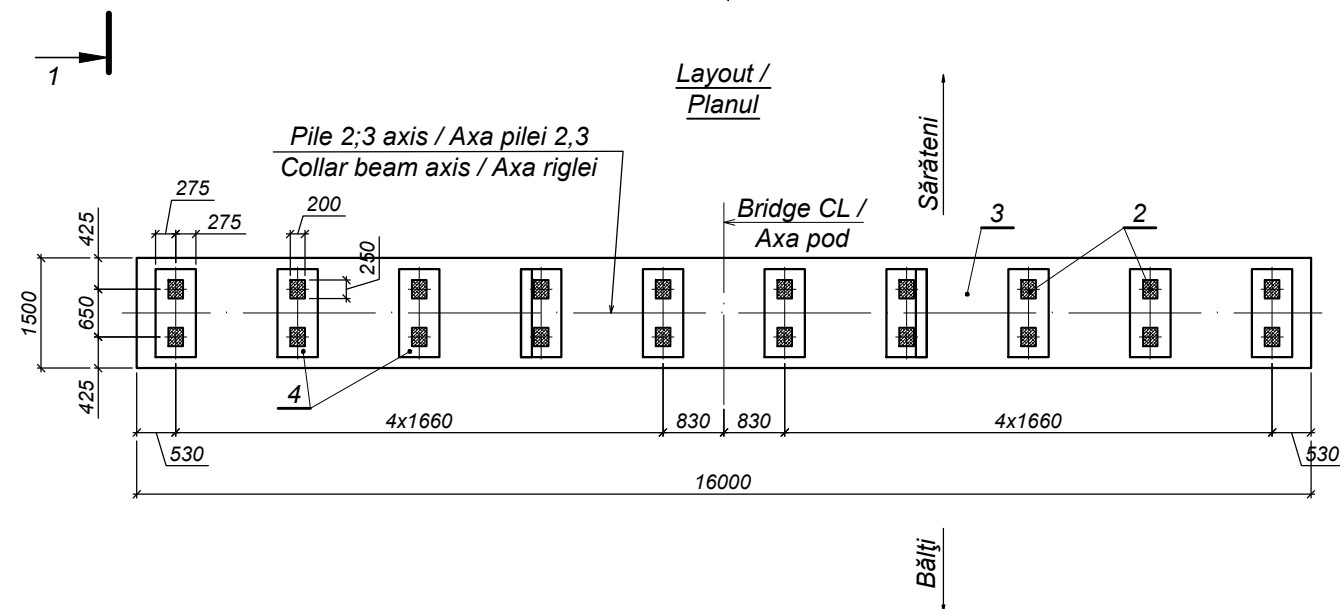 1
Layout /
Planul
Sărăteni
Pile 2;3 axis / Axa pilei 2,3
Collar beam axis / Axa riglei
Bridge CL /
Axa pod
275
275
200
250
3
2
425
650
425
1500
4
4x1660
830
830
4x1660
530
530
16000
Bălţi